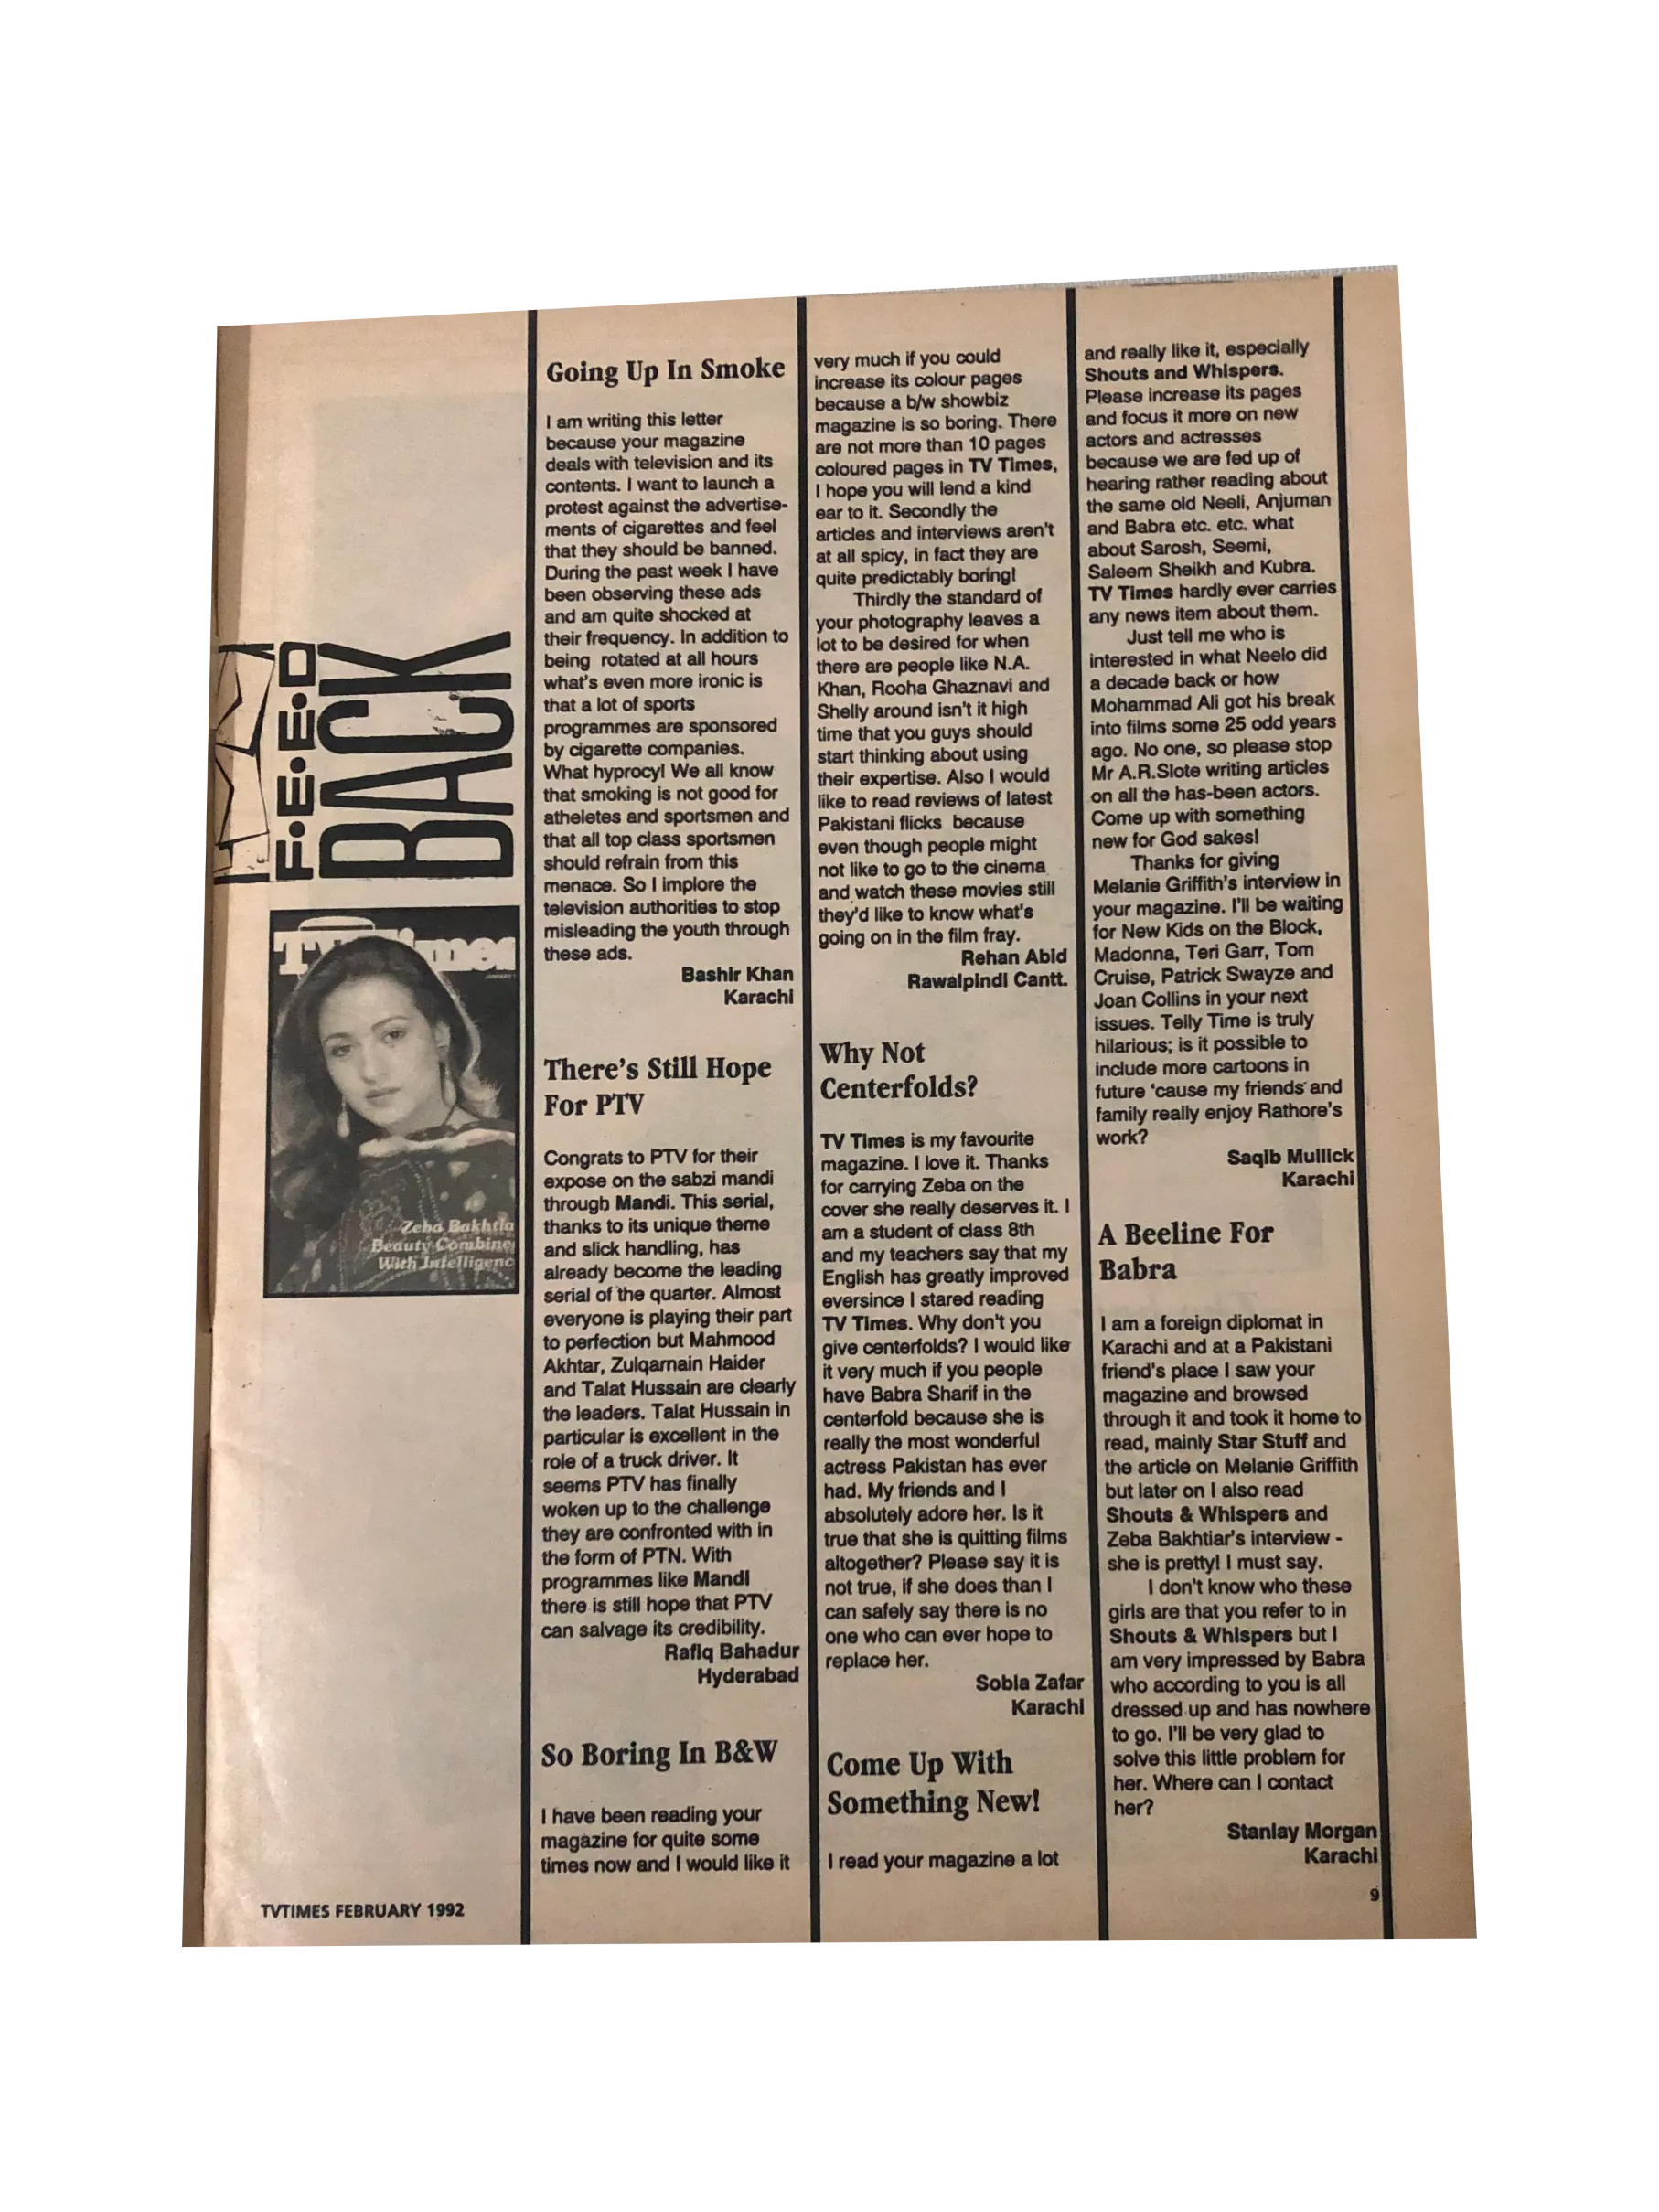 F.E.E.D
BACK
TV Times
Zeba Bakhtia
Beauty Combine
With Intelligenc
TVTIMES FEBRUARY 1992
Going Up In Smoke
I am writing this letter
because your magazine
deals with television and its
contents. I want to launch a
protest against the advertise-
ments of cigarettes and feel
that they should be banned.
During the past week I have
been observing these ads
and am quite shocked at
their frequency. In addition to
being rotated at all hours
what's even more ironic is
that a lot of sports
programmes are sponsored
by cigarette companies.
What hyprocy! We all know
that smoking is not good for
atheletes and sportsmen and
that all top class sportsmen
should refrain from this
menace. So I implore the
television authorities to stop
misleading the youth through
these ads.
Bashir Khan
Karachi
There's Still Hope
For PTV
Congrats to PTV for their
expose on the sabzi mandi
through Mandi. This serial,
thanks to its unique theme
and slick handling, has
already become the leading
serial of the quarter. Almost
everyone is playing their part
to perfection but Mahmood
Akhtar, Zulqarnain Haider
and Talat Hussain are clearly
the leaders. Talat Hussain in
particular is excellent in the
role of a truck driver. It
seems PTV has finally
woken up to the challenge
they are confronted with in
the form of PTN. With
programmes like Mandi
there is still hope that PTV
can salvage its credibility.
Rafiq Bahadur
Hyderabad
So Boring In B&W
I have been reading your
magazine for quite some
times now and I would like it
very much if you could
increase its colour pages
because a b/w showbiz
magazine is so boring. There
are not more than 10 pages
coloured pages in TV Times,
I hope you will lend a kind
ear to it. Secondly the
articles and interviews aren't
at all spicy, in fact they are
quite predictably boring!
Thirdly the standard of
your photography leaves a
lot to be desired for when
there are people like N.A.
Khan, Rooha Ghaznavi and
Shelly around isn't it high
time that you guys should
start thinking about using
their expertise. Also I would
like to read reviews of latest
Pakistani flicks because
even though people might
not like to go to the cinema
and watch these movies still
they'd like to know what's
going on in the film fray.
Rehan Abid
Rawalpindi Cantt.
Why Not
Centerfolds?
TV Times is my favourite
magazine. I love it. Thanks
for carrying Zeba on the
cover she really deserves it. I
am a student of class 8th
and my teachers say that my
English has greatly improved
eversince I stared reading
TV Times. Why don't you
give centerfolds? I would like
it very much if you people
have Babra Sharif in the
centerfold because she is
really the most wonderful
actress Pakistan has ever
had. My friends and I
absolutely adore her. Is it
true that she is quitting films
altogether? Please say it is
not true, if she does than I
can safely say there is no
one who can ever hope to
replace her.
Sobia Zafar
Karachi
Come Up With
Something New!
I read your magazine a lot
and really like it, especially
Shouts and Whispers.
Please increase its pages
and focus it more on new
actors and actresses
because we are fed up of
hearing rather reading about
the same old Neeli, Anjuman
and Babra etc. etc. what
about Sarosh, Seemi,
Saleem Sheikh and Kubra.
TV Times hardly ever carries
any news item about them.
Just tell me who is
interested in what Neelo did
a decade back or how
Mohammad Ali got his break
into films some 25 odd years
ago. No one, so please stop
Mr A.R.Slote writing articles
on all the has-been actors.
Come up with something
new for God sakes!
Thanks for giving
Melanie Griffith's interview in
your magazine. I'll be waiting
for New Kids on the Block,
Madonna, Teri Garr, Tom
Cruise, Patrick Swayze and
Joan Collins in your next
issues. Telly Time is truly
hilarious; is it possible to
include more cartoons in
future 'cause my friends and
family really enjoy Rathore's
work?
Saqib Mullick
Karachi
A Beeline For
Babra
I am a foreign diplomat in
Karachi and at a Pakistani
friend's place I saw your
magazine and browsed
through it and took it home to
read, mainly Star Stuff and
the article on Melanie Griffith
but later on I also read
Shouts & Whispers and
Zeba Bakhtiar's interview -
she is pretty! I must say.
I don't know who these
girls are that you refer to in
Shouts & Whispers but I
am very impressed by Babra
who according to you is all
dressed up and has nowhere
to go. I'll be very glad to
solve this little problem for
her. Where can I contact
her?
Stanlay Morgan
Karachi
9